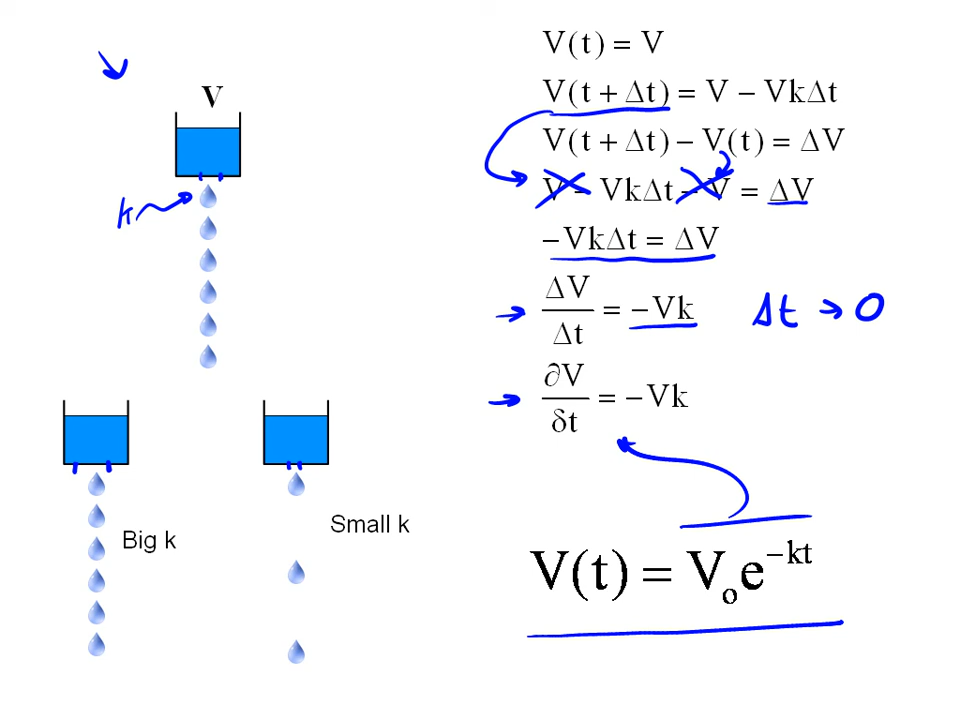 V
k
Big k
Small k
V(t) = V
V(t + Δt) = V − VkΔt
V(t + Δt) − V(t) = ΔV
V − VkΔt − V = ΔV
−VkΔt = ΔV
ΔV/Δt = −Vk
Δt → 0
∂V/δt = −Vk
V(t) = V₀e^(−kt)